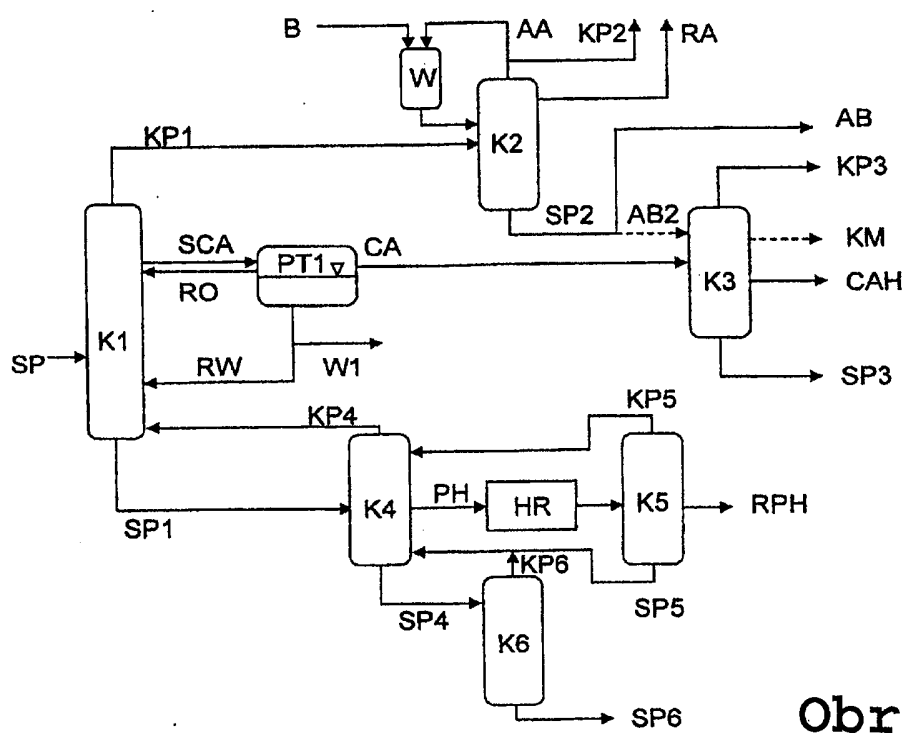 B
AA
KP2
RA
W
K2
KP1
AB
KP3
SP2
AB2
KM
SCA
PT1
CA
K3
CAH
RO
K1
SP
RW
W1
SP3
KP4
KP5
K4
PH
HR
K5
RPH
SP1
KP6
SP4
SP5
K6
SP6
Obr